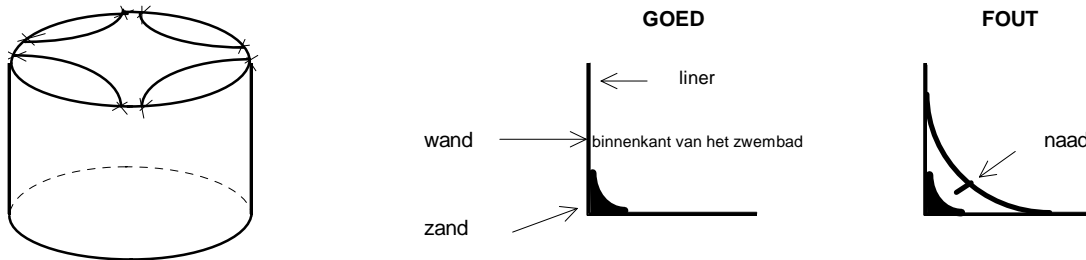 GOED
FOUT
liner
wand
binnenkant van het zwembad
naad
zand